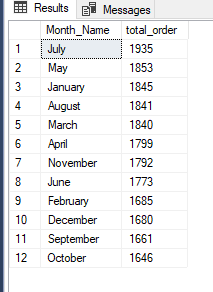 Results Messages
Month_Name total_order
1 July 1935
2 May 1853
3 January 1845
4 August 1841
5 March 1840
6 April 1799
7 November 1792
8 June 1773
9 February 1685
10 December 1680
11 September 1661
12 October 1646